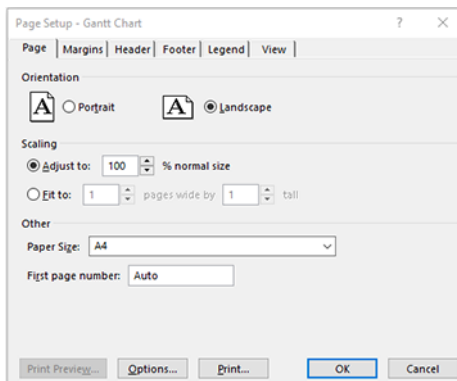 Page Setup - Gantt Chart ? ×
Page Margins Header Footer Legend View
Orientation
A Portrait A Landscape
Scaling
Adjust to: 100 % normal size
Fit to: 1 pages wide by 1 tall
Other
Paper Size: A4
First page number: Auto
Print Preview... Options... Print... OK Cancel